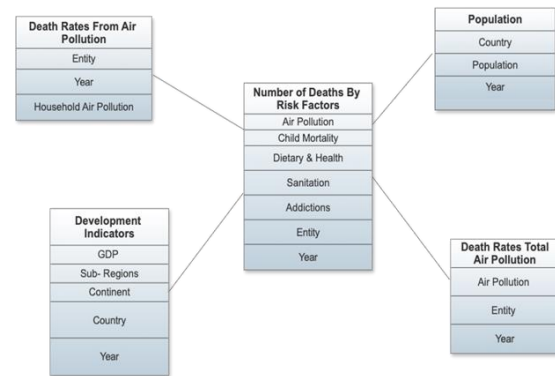 Death Rates From Air
Pollution
Entity
Year
Household Air Pollution
Number of Deaths By
Risk Factors
Air Pollution
Child Mortality
Dietary & Health
Sanitation
Addictions
Entity
Year
Population
Country
Population
Year
Development
Indicators
GDP
Sub- Regions
Continent
Country
Year
Death Rates Total
Air Pollution
Air Pollution
Entity
Year